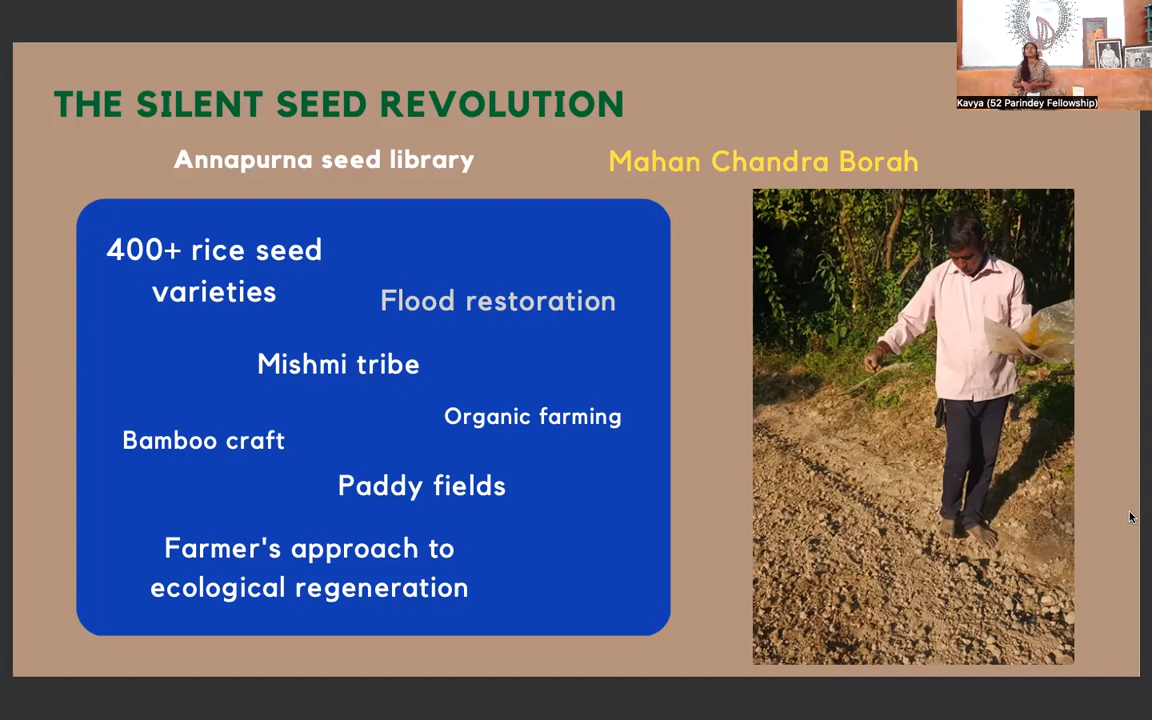 Kavya (52 Parindey Fellowship)
THE SILENT SEED REVOLUTION
Annapurna seed library
Mahan Chandra Borah
400+ rice seed
varieties
Flood restoration
Mishmi tribe
Organic farming
Bamboo craft
Paddy fields
Farmer's approach to
ecological regeneration